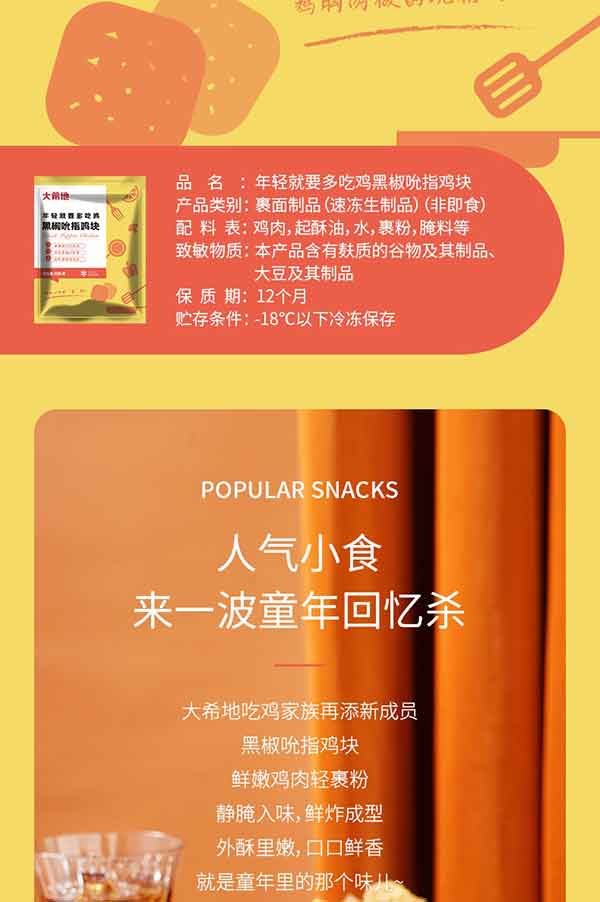 品 名：年轻就要多吃鸡黑椒吮指鸡块
产品类别：裹面制品（速冻生制品）（非即食）
配 料 表：鸡肉，起酥油，水，裹粉，腌料等
致敏物质：本产品含有麸质的谷物及其制品、
大豆及其制品
保 质 期：12个月
贮存条件：-18℃以下冷冻保存
大希地
年轻就要多吃鸡
黑椒吮指鸡块
POPULAR SNACKS
人气小食
来一波童年回忆杀
大希地吃鸡家族再添新成员
黑椒吮指鸡块
鲜嫩鸡肉轻裹粉
静腌入味，鲜炸成型
外酥里嫩，口口鲜香
就是童年里的那个味儿~